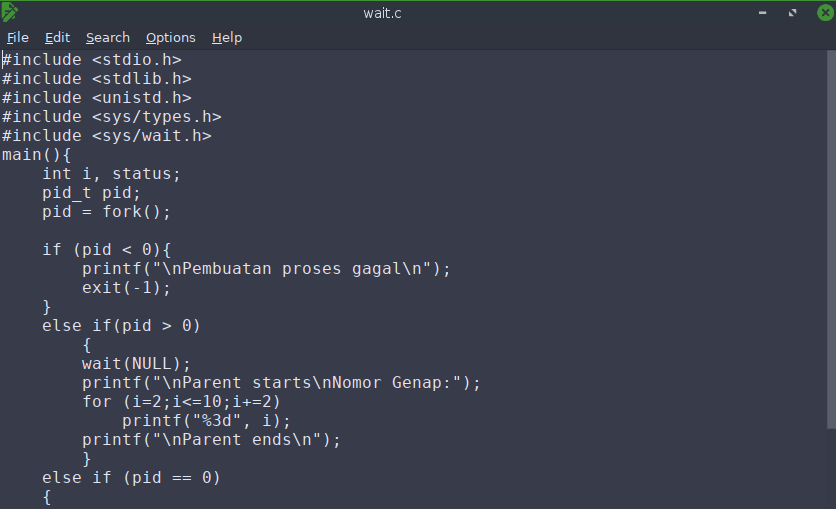 wait.c
File Edit Search Options Help
#include <stdio.h>
#include <stdlib.h>
#include <unistd.h>
#include <sys/types.h>
#include <sys/wait.h>
main(){
    int i, status;
    pid_t pid;
    pid = fork();

    if (pid < 0){
        printf("\nPembuatan proses gagal\n");
        exit(-1);
    }
    else if(pid > 0)
        {
        wait(NULL);
        printf("\nParent starts\nNomor Genap:");
        for (i=2;i<=10;i+=2)
            printf("%3d", i);
        printf("\nParent ends\n");
        }
    else if (pid == 0)
    {